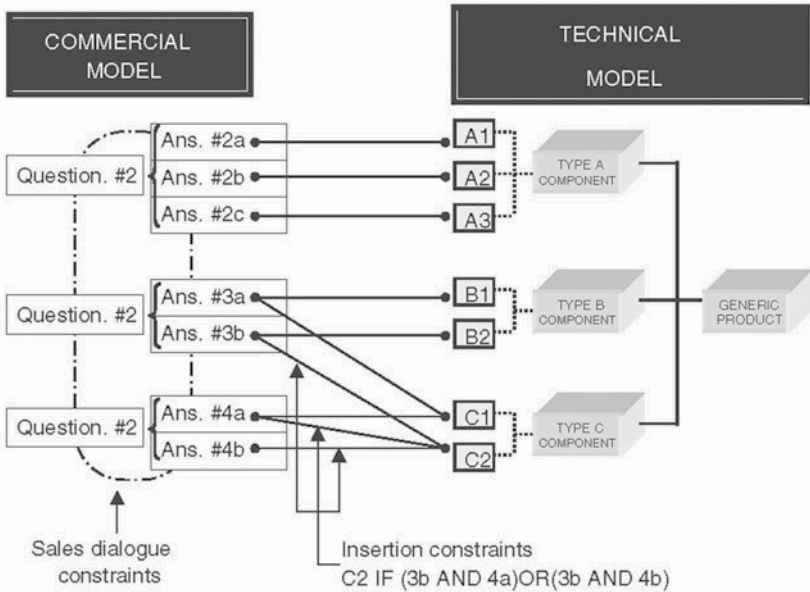 COMMERCIAL
MODEL
TECHNICAL
MODEL
Question. #2
Ans. #2a
Ans. #2b
Ans. #2c
A1
A2
A3
TYPE A
COMPONENT
Question. #2
Ans. #3a
Ans. #3b
B1
B2
TYPE B
COMPONENT
GENERIC
PRODUCT
Question. #2
Ans. #4a
Ans. #4b
C1
C2
TYPE C
COMPONENT
Sales dialogue
constraints
Insertion constraints
C2 IF (3b AND 4a)OR(3b AND 4b)